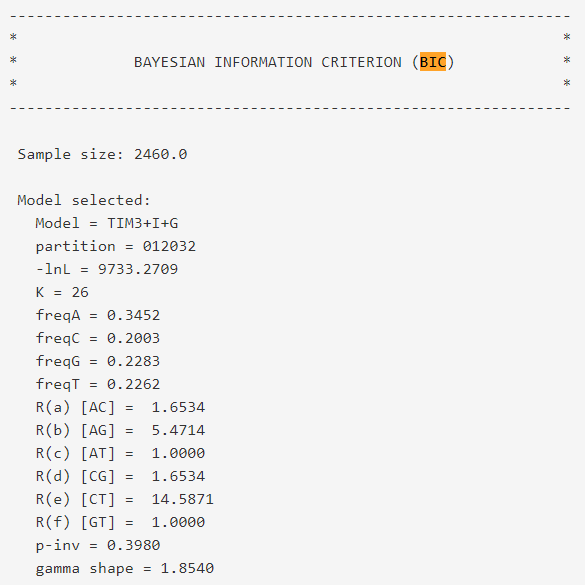 ---------------------------------------------------------------
* *
* BAYESIAN INFORMATION CRITERION (BIC) *
* *
---------------------------------------------------------------
Sample size: 2460.0
Model selected:
Model = TIM3+I+G
partition = 012032
-lnL = 9733.2709
K = 26
freqA = 0.3452
freqC = 0.2003
freqG = 0.2283
freqT = 0.2262
R(a) [AC] = 1.6534
R(b) [AG] = 5.4714
R(c) [AT] = 1.0000
R(d) [CG] = 1.6534
R(e) [CT] = 14.5871
R(f) [GT] = 1.0000
p-inv = 0.3980
gamma shape = 1.8540